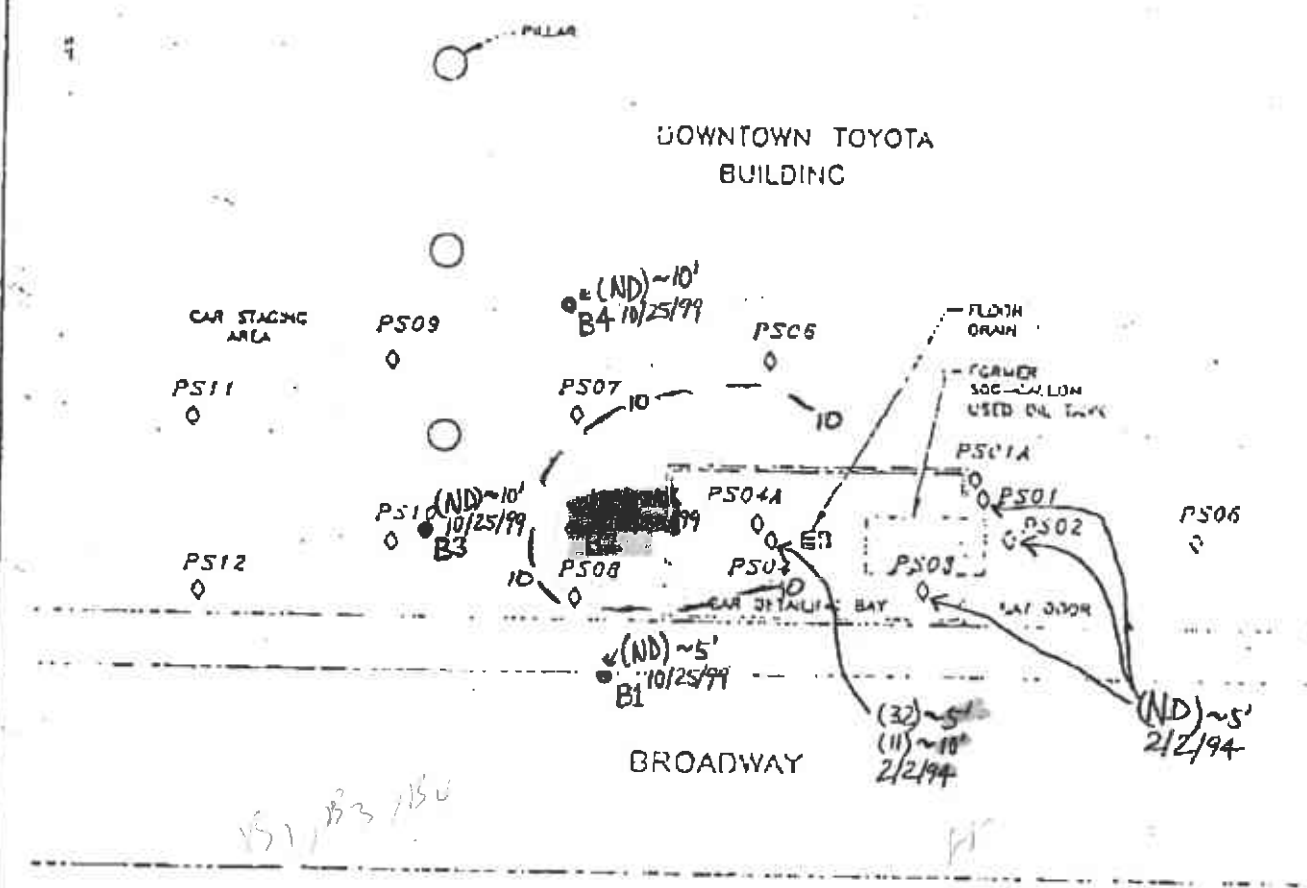 PILLAR
DOWNTOWN TOYOTA
BUILDING
(ND)~10'
B4 10/25/99
CAR STAGING
AREA
PS09
PS05
FLOOR
DRAIN
FORMER
USED OIL TANK
PS11
PS07
10
10
PS01A
PS01
PS04A
PS10
(ND)~10'
10/25/99
B3
99
PS02
PS06
PS12
10
PS08
PS04
10
PS03
CAR DETAILING BAY
BAY DOOR
(ND)~5'
10/25/99
B1
(32)~5'
(11)~10'
2/2/94
(ND)~5'
2/2/94
BROADWAY